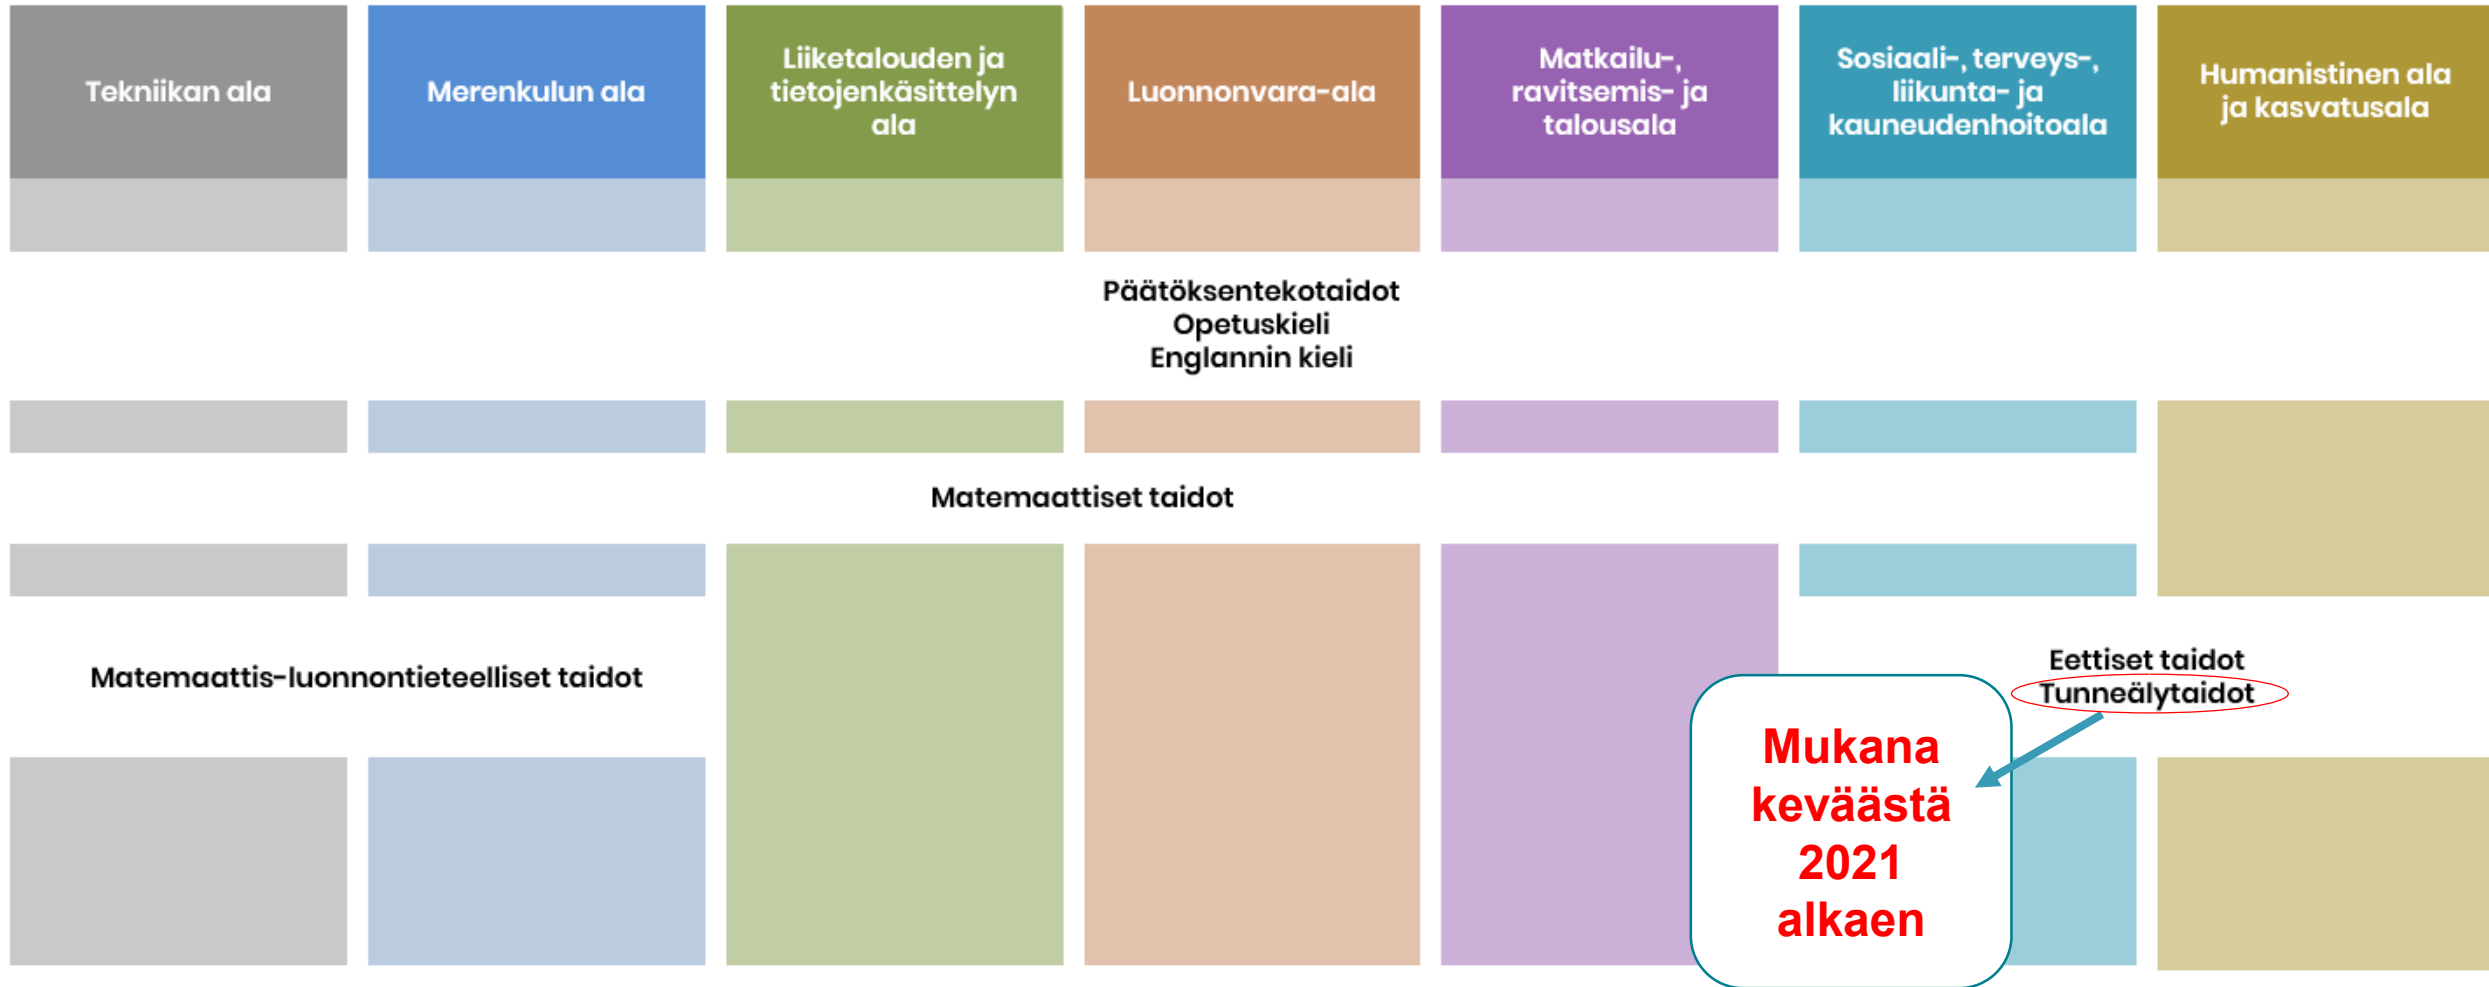 Tekniikan ala
Merenkulun ala
Liiketalouden ja
tietojenkäsittelyn
ala
Luonnonvara-ala
Matkailu-,
ravitsemis- ja
talousala
Sosiaali-, terveys-,
liikunta- ja
kauneudenhoitoala
Humanistinen ala
ja kasvatusala
Päätöksentekotaidot
Opetuskieli
Englannin kieli
Matemaattiset taidot
Matemaattis-luonnontieteelliset taidot
Eettiset taidot
Tunneälytaidot
Mukana
keväästä
2021
alkaen